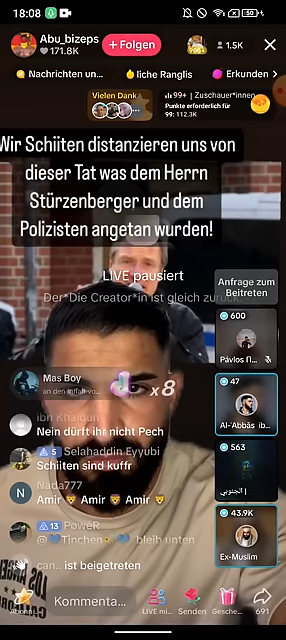 18:08
50
Abu_bizeps
171.8K
+ Folgen
1.5K
Nachrichten un...
liche Ranglis
Erkunden
Vielen Dank
99+ | Zuschauer*innen
Punkte erforderlich für
99: 112.3K
Wir Schiiten distanzieren uns von
dieser Tat was dem Herrn
Stürzenberger und dem
Polizisten angetan wurden!
LIVE pausiert
Der*Die Creator*in ist gleich zurück.
Anfrage zum
Beitreten
600
Pávlos Π...
Mas Boy
x8
47
Al-Abbās ib...
ibn Khaldun
Nein dürft ihr nicht Pech
5 Selahaddin Eyyubi
Schiiten sind kuffr
563
الجنوبي |
N
Nada777
Amir Amir Amir
13 PoweR
@ Tinchen bleib unten
43.9K
Ex-Muslim
can... ist beigetreten
LOS
Kommenta...
LIVE mi...
Senden
Gesche...
691